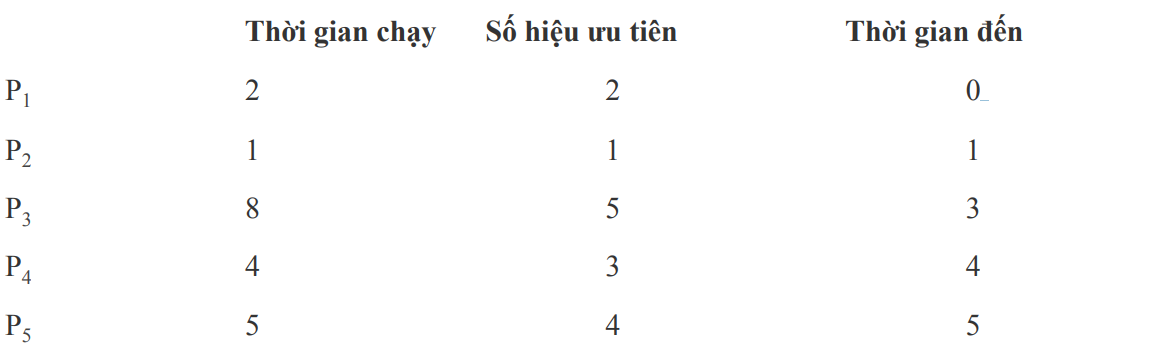 Thời gian chạy Số hiệu ưu tiên Thời gian đến
P1 2 2 0
P2 1 1 1
P3 8 5 3
P4 4 3 4
P5 5 4 5